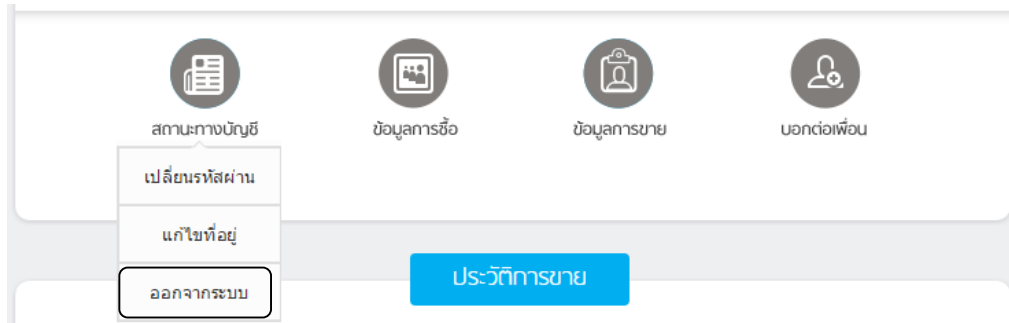 สถานะทางบัญชี
ข้อมูลการซื้อ
ข้อมูลการขาย
บอกต่อเพื่อน
เปลี่ยนรหัสผ่าน
แก้ไขที่อยู่
ออกจากระบบ
ประวัติการขาย